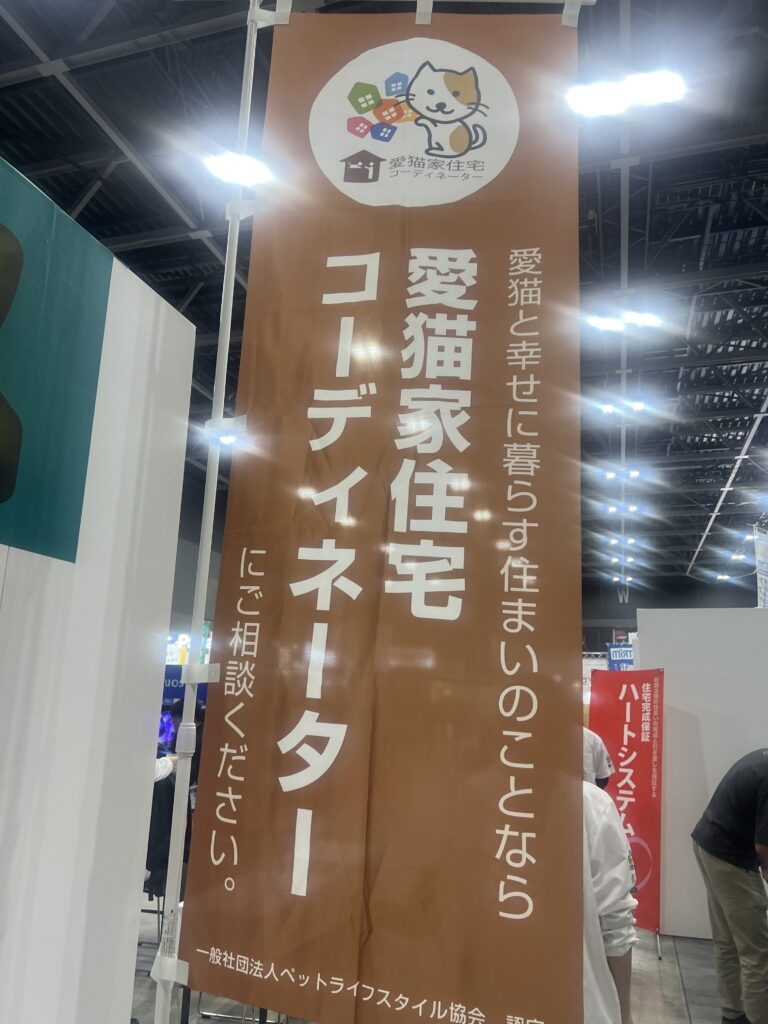 愛猫家住宅
コーディネーター
愛猫と幸せに暮らす住まいのことなら
愛猫家住宅
コーディネーター
にご相談ください。
一般社団法人ペットライフスタイル協会 認定
住宅完成保証
ハートシステム